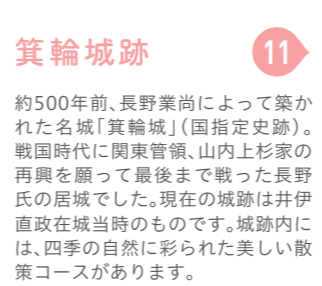 箕輪城跡 11
約500年前、長野業尚によって築か
れた名城「箕輪城」（国指定史跡）。
戦国時代に関東管領、山内上杉家の
再興を願って最後まで戦った長野
氏の居城でした。現在の城跡は井伊
直政在城当時のものです。城跡内に
は、四季の自然に彩られた美しい散
策コースがあります。